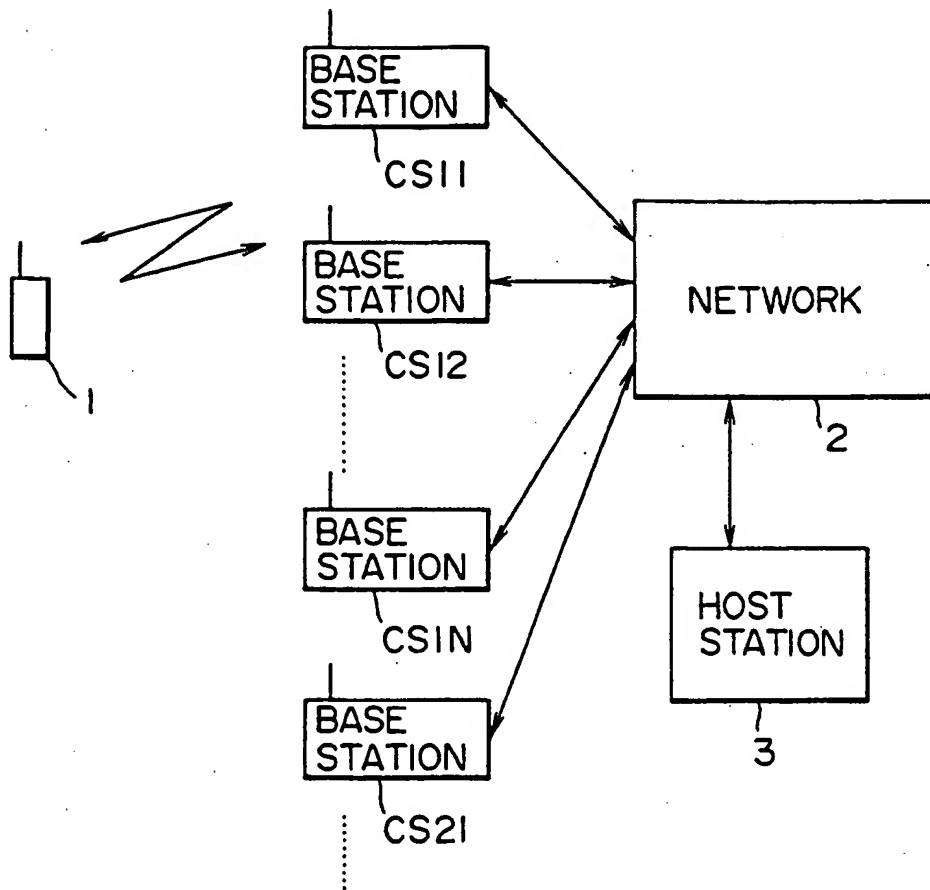 BASE
STATION
CS11
BASE
STATION
CS12
1
NETWORK
2
BASE
STATION
CS1N
HOST
STATION
3
BASE
STATION
CS21